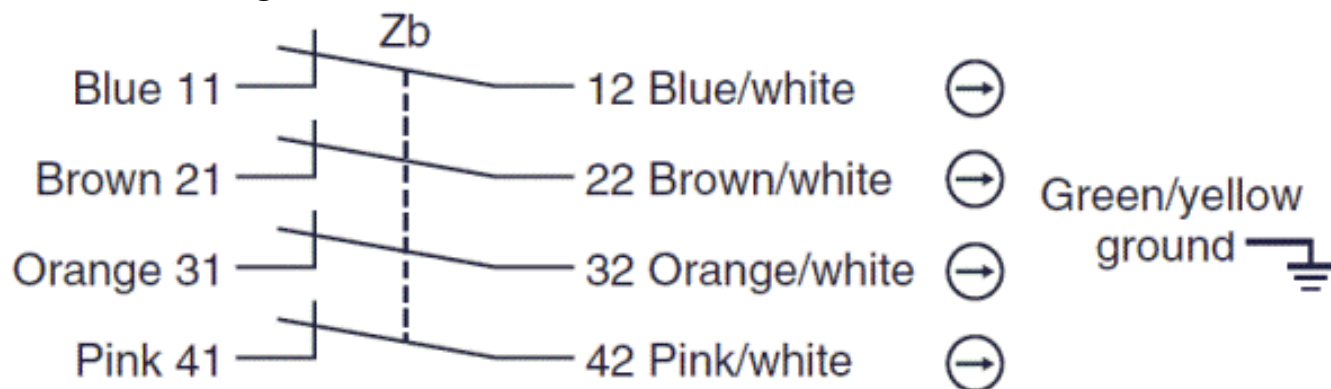 Zb
Blue 11 12 Blue/white
Brown 21 22 Brown/white
Green/yellow
ground
Orange 31 32 Orange/white
Pink 41 42 Pink/white